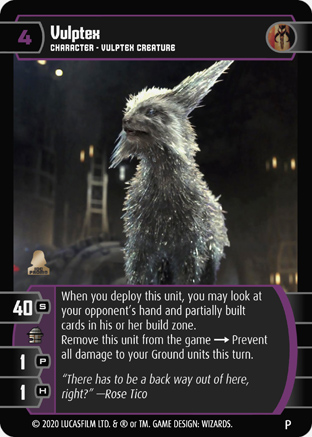 4
Vulptex
CHARACTER • VULPTEX CREATURE
40 S
1 P
1 H
When you deploy this unit, you may look at
your opponent's hand and partially built
cards in his or her build zone.
Remove this unit from the game → Prevent
all damage to your Ground units this turn.
"There has to be a back way out of here,
right?" —Rose Tico
© 2020 LUCASFILM LTD. & ® or TM. GAME DESIGN: WIZARDS.
P